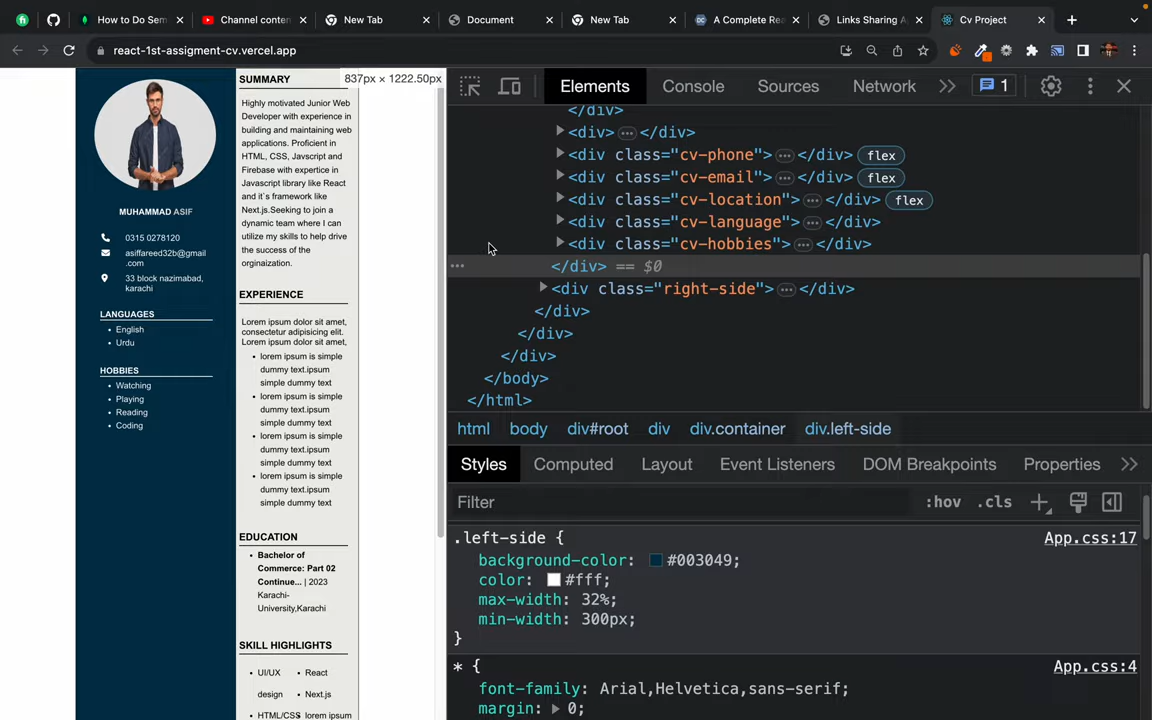 How to Do Sem
Channel conten
New Tab
Document
New Tab
A Complete Rea
Links Sharing A
Cv Project
react-1st-assigment-cv.vercel.app
837px × 1222.50px
MUHAMMAD ASIF
0315 0278120
asiffareed32b@gmail
.com
33 block nazimabad,
karachi
LANGUAGES
English
Urdu
HOBBIES
Watching
Playing
Reading
Coding
SUMMARY
Highly motivated Junior Web
Developer with experience in
building and maintaining web
applications. Proficient in
HTML, CSS, Javscript and
Firebase with expertice in
Javascript library like React
and it`s framework like
Next.js.Seeking to join a
dynamic team where I can
utilize my skills to help drive
the success of the
orginaization.
EXPERIENCE
Lorem ipsum dolor sit amet,
consectetur adipisicing elit.
Lorem ipsum dolor sit amet,
lorem ipsum is simple
dummy text.ipsum
simple dummy text
lorem ipsum is simple
dummy text.ipsum
simple dummy text
lorem ipsum is simple
dummy text.ipsum
simple dummy text
lorem ipsum is simple
dummy text.ipsum
simple dummy text
EDUCATION
Bachelor of
Commerce: Part 02
Continue... | 2023
Karachi-
University,Karachi
SKILL HIGHLIGHTS
UI/UX
design
HTML/CSS
React
Next.js
lorem ipsum
Elements Console Sources Network 1
</div>
<div> ... </div>
<div class="cv-phone"> ... </div> flex
<div class="cv-email"> ... </div> flex
<div class="cv-location"> ... </div> flex
<div class="cv-language"> ... </div>
<div class="cv-hobbies"> ... </div>
... </div> == $0
<div class="right-side"> ... </div>
</div>
</div>
</div>
</body>
</html>
html body div#root div div.container div.left-side
Styles Computed Layout Event Listeners DOM Breakpoints Properties
Filter :hov .cls
.left-side { App.css:17
background-color: #003049;
color: #fff;
max-width: 32%;
min-width: 300px;
}
* { App.css:4
font-family: Arial,Helvetica,sans-serif;
margin: 0;